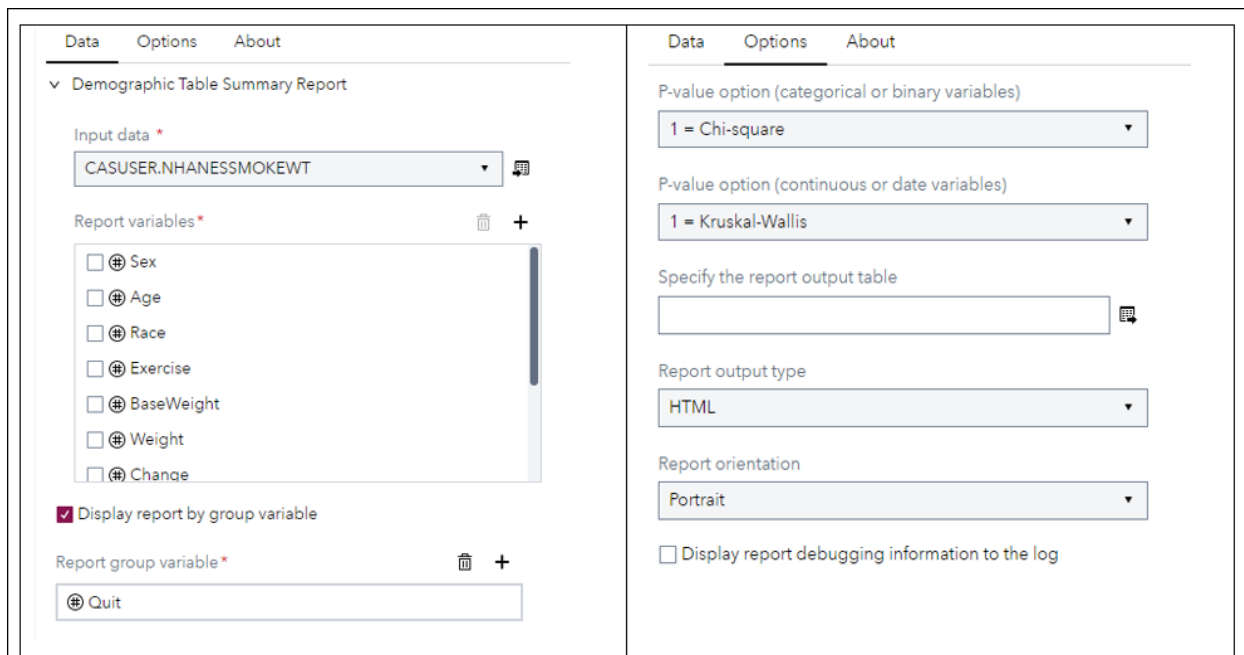 Data Options About
Demographic Table Summary Report
Input data *
CASUSER.NHANESSMOKEWT
Report variables*
Sex
Age
Race
Exercise
BaseWeight
Weight
Change
Display report by group variable
Report group variable*
Quit
Data Options About
P-value option (categorical or binary variables)
1 = Chi-square
P-value option (continuous or date variables)
1 = Kruskal-Wallis
Specify the report output table
Report output type
HTML
Report orientation
Portrait
Display report debugging information to the log